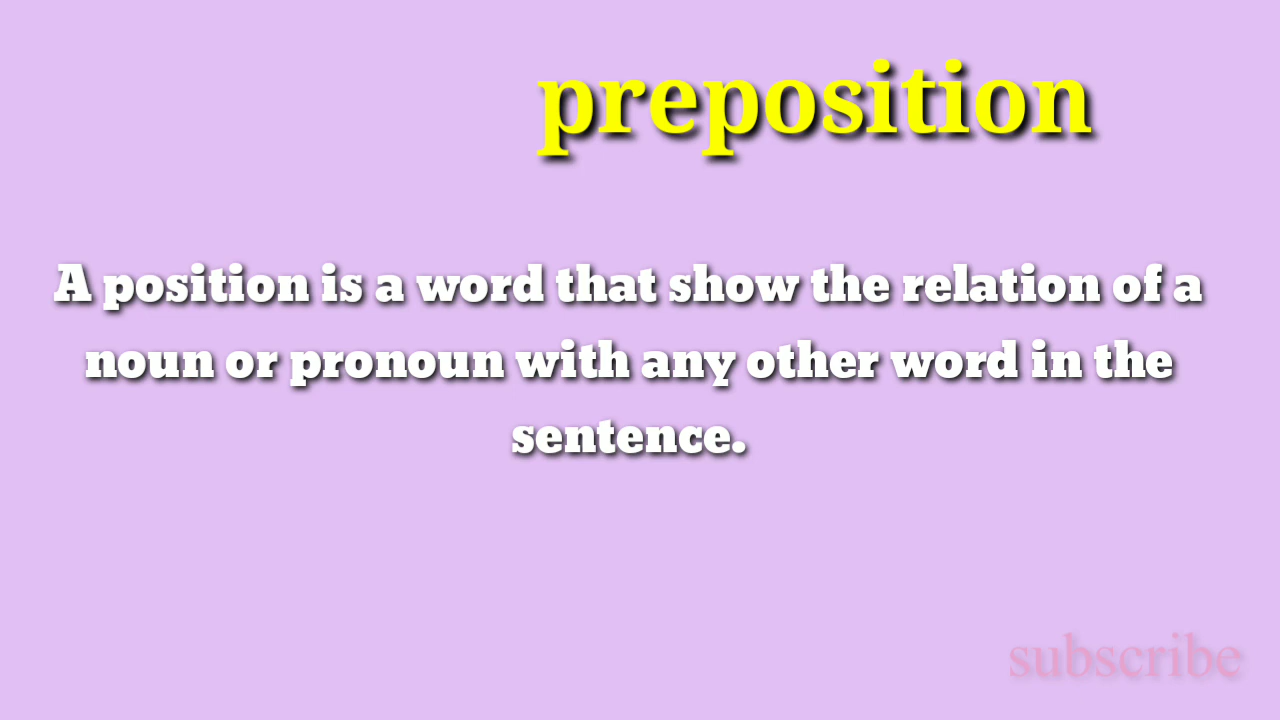 preposition
A position is a word that show the relation of a
noun or pronoun with any other word in the
sentence.
subscribe